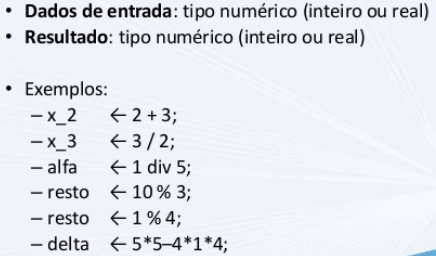 • Dados de entrada: tipo numérico (inteiro ou real)
• Resultado: tipo numérico (inteiro ou real)
• Exemplos:
– x_2 ← 2 + 3;
– x_3 ← 3 / 2;
– alfa ← 1 div 5;
– resto ← 10 % 3;
– resto ← 1 % 4;
– delta ← 5*5–4*1*4;